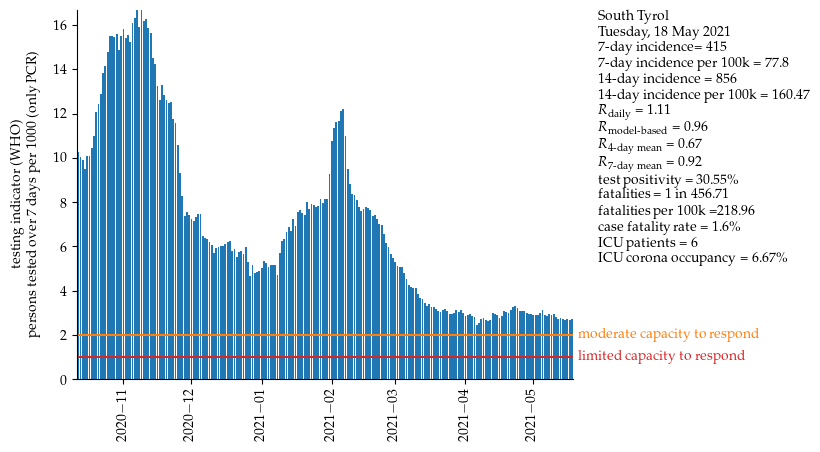 South Tyrol
Tuesday, 18 May 2021
7-day incidence= 415
7-day incidence per 100k = 77.8
14-day incidence = 856
14-day incidence per 100k = 160.47
R daily = 1.11
R model-based = 0.96
R 4-day mean = 0.67
R 7-day mean = 0.92
test positivity = 30.55%
fatalities = 1 in 456.71
fatalities per 100k =218.96
case fatality rate = 1.6%
ICU patients = 6
ICU corona occupancy = 6.67%
testing indicator (WHO)
persons tested over 7 days per 1000 (only PCR)
16
14
12
10
8
6
4
2
0
moderate capacity to respond
limited capacity to respond
2020−11
2020−12
2021−01
2021−02
2021−03
2021−04
2021−05